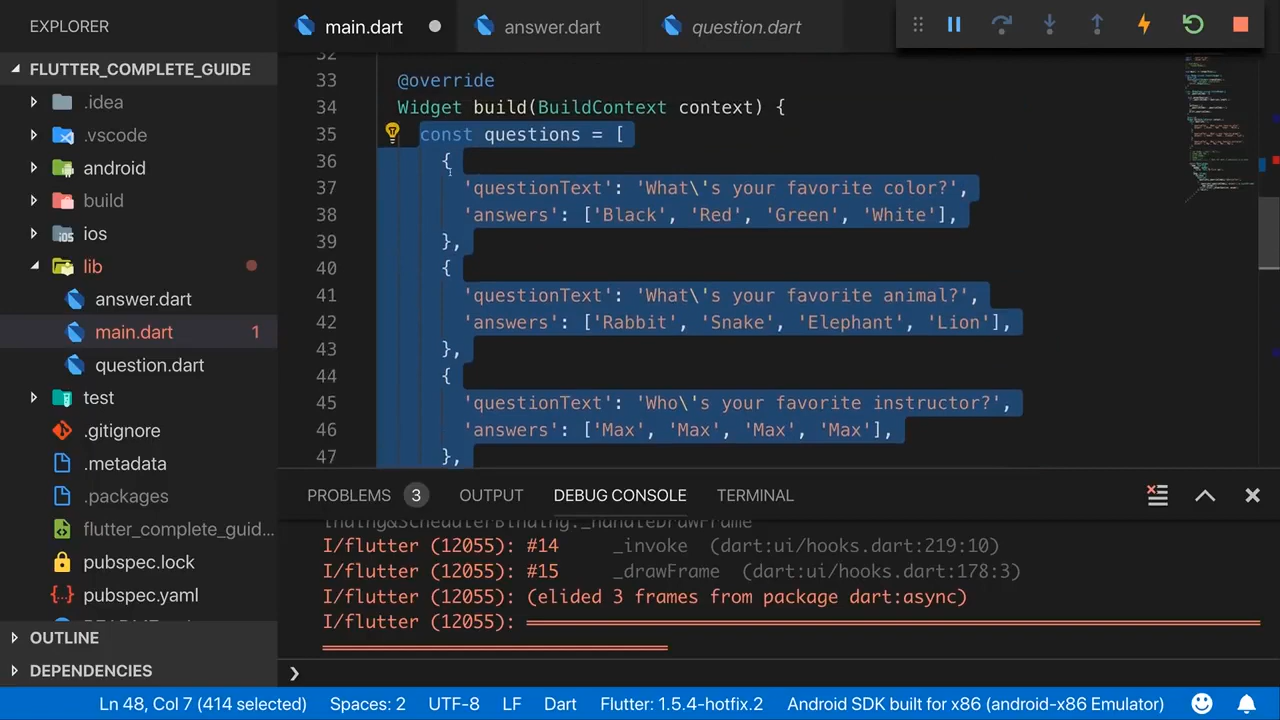 EXPLORER
main.dart
answer.dart
question.dart
FLUTTER_COMPLETE_GUIDE
.idea
.vscode
android
build
ios
lib
answer.dart
main.dart 1
question.dart
test
.gitignore
.metadata
.packages
flutter_complete_guid...
pubspec.lock
pubspec.yaml
OUTLINE
DEPENDENCIES
32
33 @override
34 Widget build(BuildContext context) {
35 const questions = [
36 {
37 'questionText': 'What\'s your favorite color?',
38 'answers': ['Black', 'Red', 'Green', 'White'],
39 },
40 {
41 'questionText': 'What\'s your favorite animal?',
42 'answers': ['Rabbit', 'Snake', 'Elephant', 'Lion'],
43 },
44 {
45 'questionText': 'Who\'s your favorite instructor?',
46 'answers': ['Max', 'Max', 'Max', 'Max'],
47 },
PROBLEMS 3 OUTPUT DEBUG CONSOLE TERMINAL
inding&SchedulerBinding._handleDrawFrame
I/flutter (12055): #14 _invoke (dart:ui/hooks.dart:219:10)
I/flutter (12055): #15 _drawFrame (dart:ui/hooks.dart:178:3)
I/flutter (12055): (elided 3 frames from package dart:async)
I/flutter (12055):
Ln 48, Col 7 (414 selected) Spaces: 2 UTF-8 LF Dart Flutter: 1.5.4-hotfix.2 Android SDK built for x86 (android-x86 Emulator)